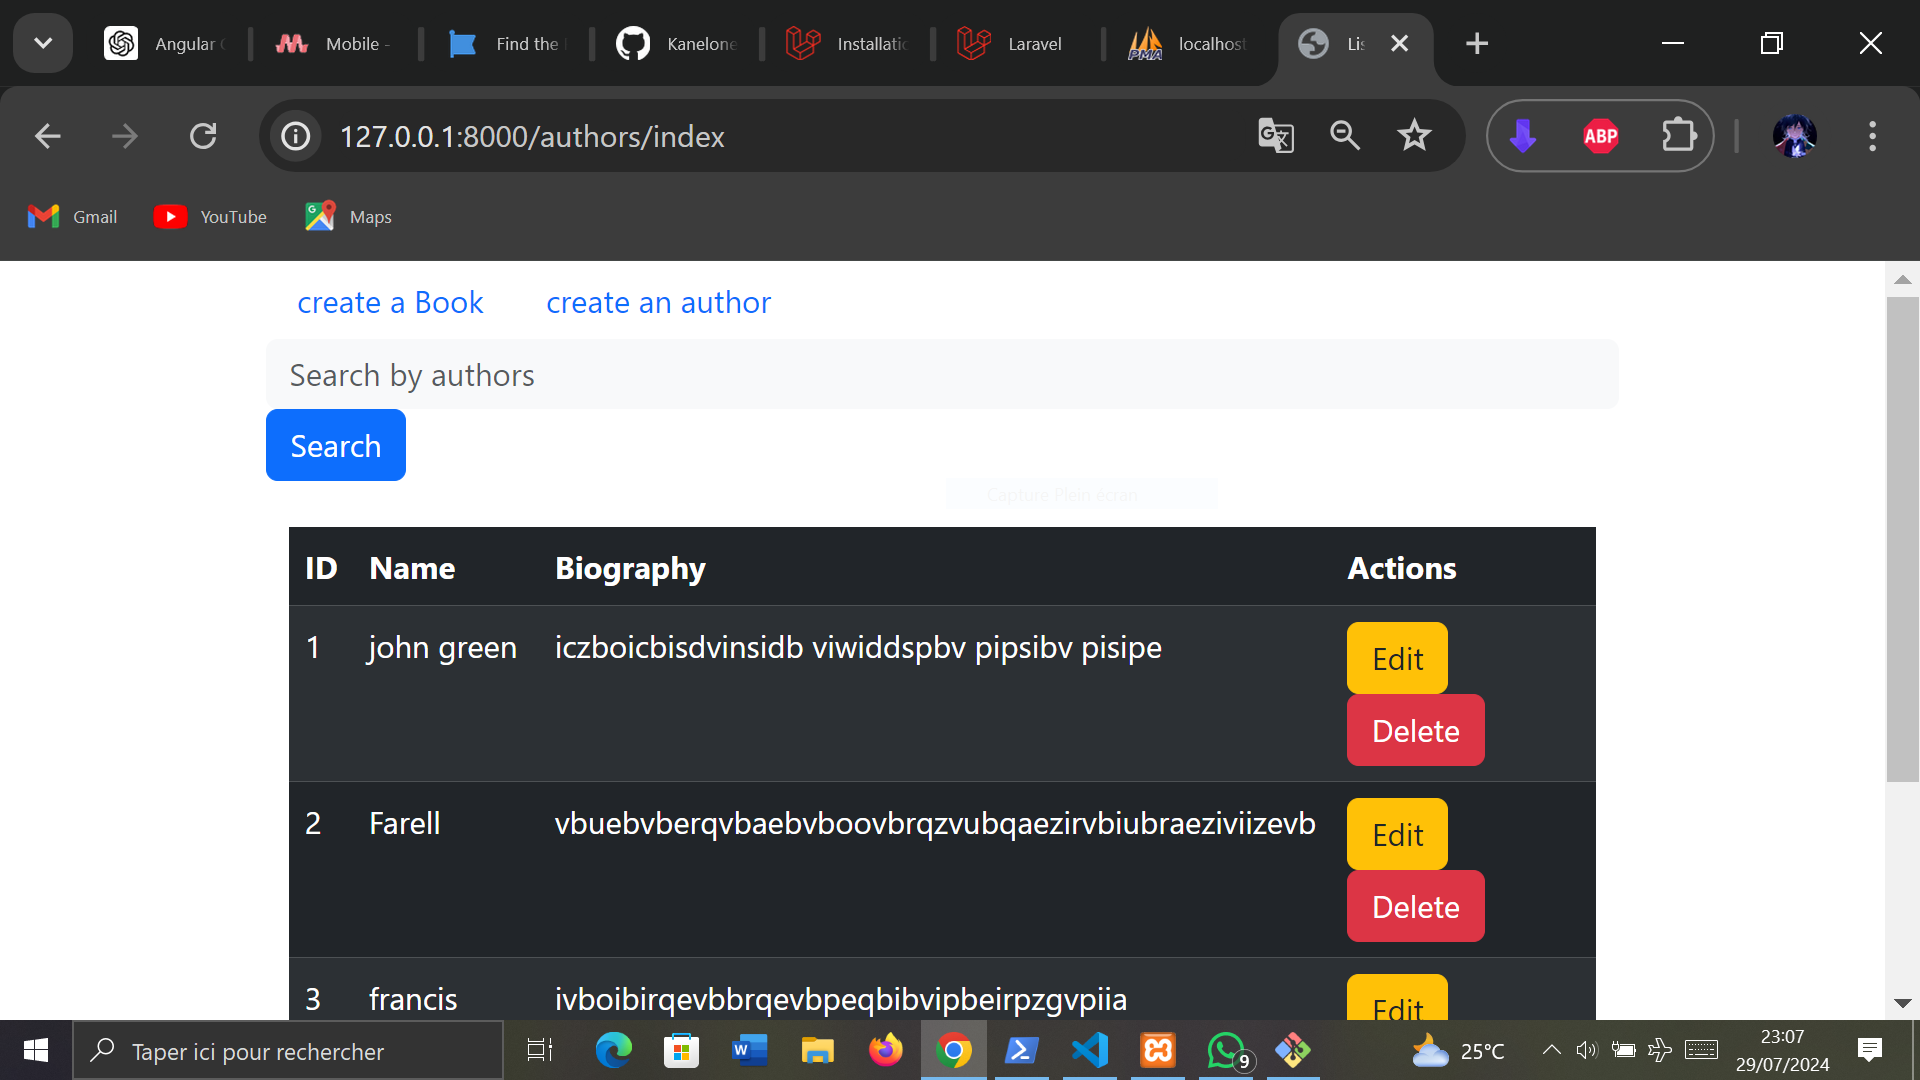 Angular
Mobile -
Find the
Kanelone
Installatic
Laravel
localhost
Lis
127.0.0.1:8000/authors/index
ABP
Gmail
YouTube
Maps
create a Book
create an author
Search by authors
Search
Capture Plein écran
ID Name Biography Actions
1 john green iczboicbisdvinsidb viwiddspbv pipsibv pisipe
Edit
Delete
2 Farell vbuebvberqvbaebvboovbrqzvubqaezirvbiubraeziviizevb
Edit
Delete
3 francis ivboibirqevbbrqevbpeqbibvipbeirpzgvpiia
Edit
Taper ici pour rechercher
9
25°C
23:07
29/07/2024